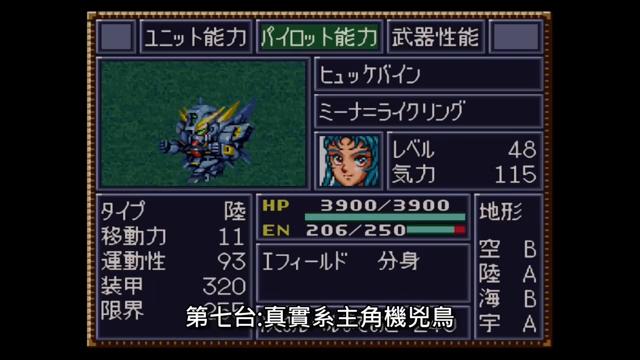 ユニット能力 パイロット能力 武器性能
ヒュッケバイン
ミーナ=ライクリング
レベル 48
気力 115
タイプ 陸
移動力 11
運動性 93
装甲 320
限界
HP 3900/3900
EN 206/250
Iフィールド 分身
地形
空 B
陸 A
海 B
宇 A
第七台:真實系主角機兇鳥